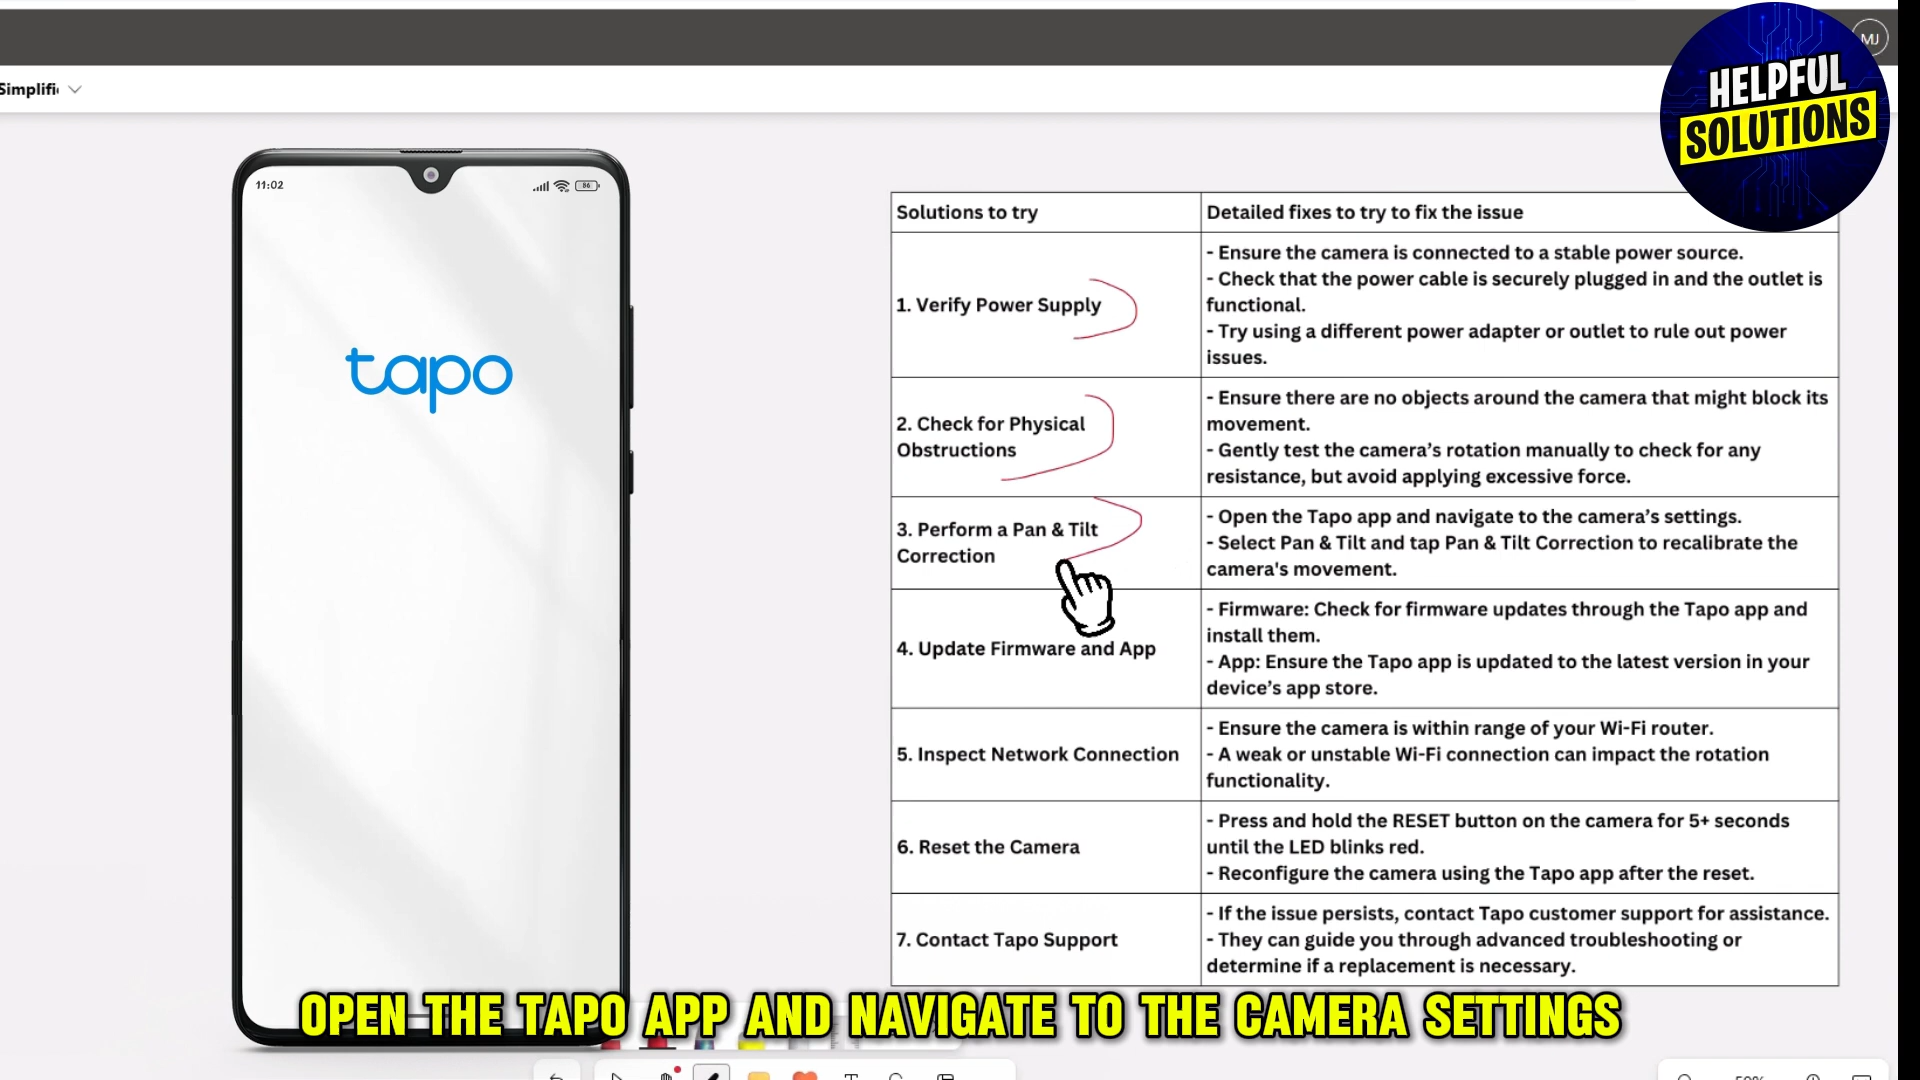 MJ
HELPFUL
SOLUTIONS
Simplifi
11:02
86
tapo
Solutions to try
Detailed fixes to try to fix the issue
1. Verify Power Supply
- Ensure the camera is connected to a stable power source.
- Check that the power cable is securely plugged in and the outlet is
functional.
- Try using a different power adapter or outlet to rule out power
issues.
2. Check for Physical
Obstructions
- Ensure there are no objects around the camera that might block its
movement.
- Gently test the camera’s rotation manually to check for any
resistance, but avoid applying excessive force.
3. Perform a Pan & Tilt
Correction
- Open the Tapo app and navigate to the camera’s settings.
- Select Pan & Tilt and tap Pan & Tilt Correction to recalibrate the
camera's movement.
4. Update Firmware and App
- Firmware: Check for firmware updates through the Tapo app and
install them.
- App: Ensure the Tapo app is updated to the latest version in your
device’s app store.
5. Inspect Network Connection
- Ensure the camera is within range of your Wi-Fi router.
- A weak or unstable Wi-Fi connection can impact the rotation
functionality.
6. Reset the Camera
- Press and hold the RESET button on the camera for 5+ seconds
until the LED blinks red.
- Reconfigure the camera using the Tapo app after the reset.
7. Contact Tapo Support
- If the issue persists, contact Tapo customer support for assistance.
- They can guide you through advanced troubleshooting or
determine if a replacement is necessary.
OPEN THE TAPO APP AND NAVIGATE TO THE CAMERA SETTINGS